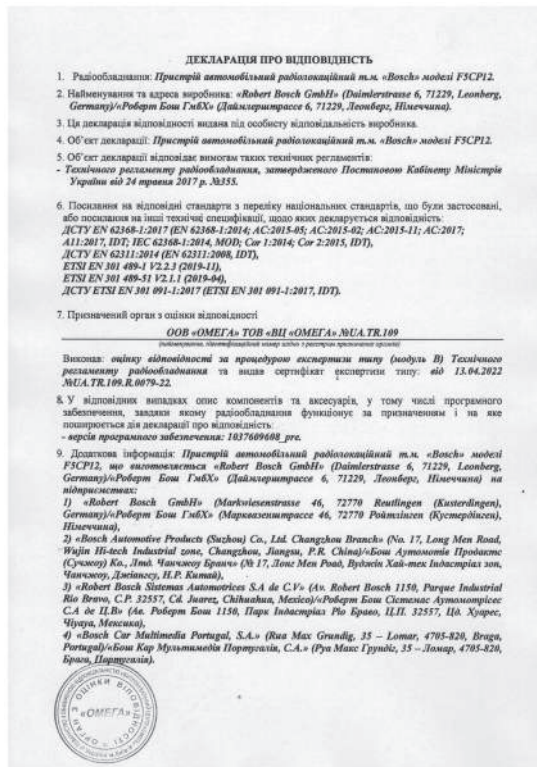 ДЕКЛАРАЦІЯ ПРО ВІДПОВІДНІСТЬ
1. Радіообладнання: Пристрій автомобільний радіолокаційний т.м. «Bosch» моделі F5CP12.
2. Найменування та адреса виробника: «Robert Bosch GmbH» (Daimlerstrasse 6, 71229, Leonberg,
Germany)/«Роберт Бош ГмбХ» (Даймлерштрассе 6, 71229, Леонберг, Німеччина).
3. Ця декларація відповідності видана під особисту відповідальність виробника.
4. Об'єкт декларації: Пристрій автомобільний радіолокаційний т.м. «Bosch» моделі F5CP12.
5. Об'єкт декларації відповідає вимогам таких технічних регламентів:
- Технічного регламенту радіообладнання, затвердженого Постановою Кабінету Міністрів
України від 24 травня 2017 р. №355.
6. Посилання на відповідні стандарти з переліку національних стандартів, що були застосовані,
або посилання на інші технічні специфікації, щодо яких декларується відповідність:
ДСТУ EN 62368-1:2017 (EN 62368-1:2014; AC:2015-05; AC:2015-02; AC:2015-11; AC:2017;
A11:2017, IDT; IEC 62368-1:2014, MOD; Cor 1:2014; Cor 2:2015, IDT),
ДСТУ EN 62311:2014 (EN 62311:2008, IDT),
ETSI EN 301 489-1 V2.2.3 (2019-11),
ETSI EN 301 489-51 V2.1.1 (2019-04),
ДСТУ ETSI EN 301 091-1:2017 (ETSI EN 301 091-1:2017, IDT).
7. Призначений орган з оцінки відповідності
ООВ «ОМЕГА» ТОВ «ВЦ «ОМЕГА» №UA.TR.109
(найменування, ідентифікаційний номер згідно з реєстром призначених органів)
Виконав: оцінку відповідності за процедурою експертизи типу (модуль В) Технічного
регламенту радіообладнання та видав сертифікат експертизи типу: від 13.04.2022
№UA.TR.109.R.0079-22.
8. У відповідних випадках опис компонентів та аксесуарів, у тому числі програмного
забезпечення, завдяки якому радіообладнання функціонує за призначенням і на яке
поширюється дія декларації про відповідність:
- версія програмного забезпечення: 1037609608_pre.
9. Додаткова інформація: Пристрій автомобільний радіолокаційний т.м. «Bosch» моделі
F5CP12, що виготовляється «Robert Bosch GmbH» (Daimlerstrasse 6, 71229, Leonberg,
Germany)/«Роберт Бош ГмбХ» (Даймлерштрассе 6, 71229, Леонберг, Німеччина) на
підприємствах:
1) «Robert Bosch GmbH» (Markwiesenstrasse 46, 72770 Reutlingen (Kusterdingen),
Germany)/«Роберт Бош ГмбХ» (Марквазенштрассе 46, 72770 Ройтлінген (Кустердінген),
Німеччина),
2) «Bosch Automotive Products (Suzhou) Co., Ltd. Changzhou Branch» (No. 17, Long Men Road,
Wujin Hi-tech Industrial zone, Changzhou, Jiangsu, P.R. China)/«Бош Аутомотів Продактс
(Сучжоу) Ко., Лтд. Чанчжоу Бранч» (№ 17, Лонг Мен Роад, Вуджин Хай-тек Індастріал зон,
Чанчжоу, Джіангсу, Н.Р. Китай),
3) «Robert Bosch Sistemas Automotrices S.A de C.V» (Av. Robert Bosch 1150, Parque Industrial
Rio Bravo, C.P. 32557, Cd. Juarez, Chihuahua, Mexico)/«Роберт Бош Сістемас Аутомотрісес
С.А де Ц.В» (Ав. Роберт Бош 1150, Парк Індастріаз Ріо Браво, Ц.П. 32557, Цд. Хуарес,
Чіуауа, Мексика),
4) «Bosch Car Multimedia Portugal, S.A.» (Rua Max Grundig, 35 – Lomar, 4705-820, Braga,
Portugal)/«Бош Кар Мультимедія Португалія, С.А.» (Руа Макс Грундіг, 35 – Ломар, 4705-820,
Брага, Португалія).
ОРГАН З ОЦІНКИ ВІДПОВІДНОСТІ
«ОМЕГА»